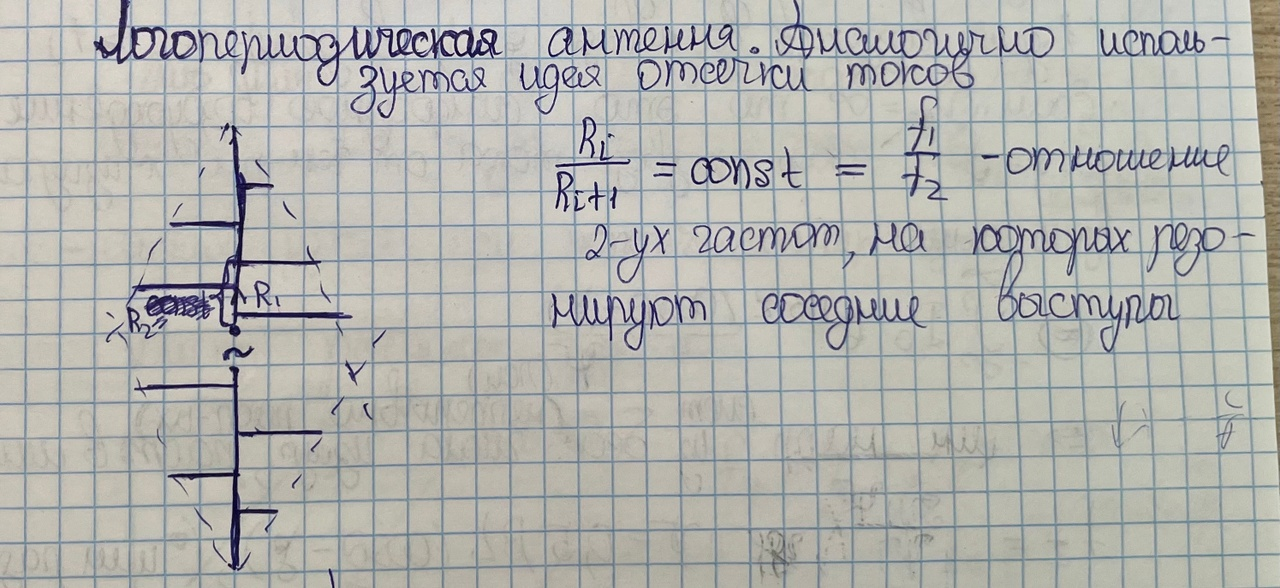 Логопериодическая антенна. Аналогично исполь-
зуется идея отсечки токов
R_i / R_{i+1} = const = f_1 / f_2 - отношение
2-ух частот, на которых резо-
нируют соседние выступы
R_1
R_2
~